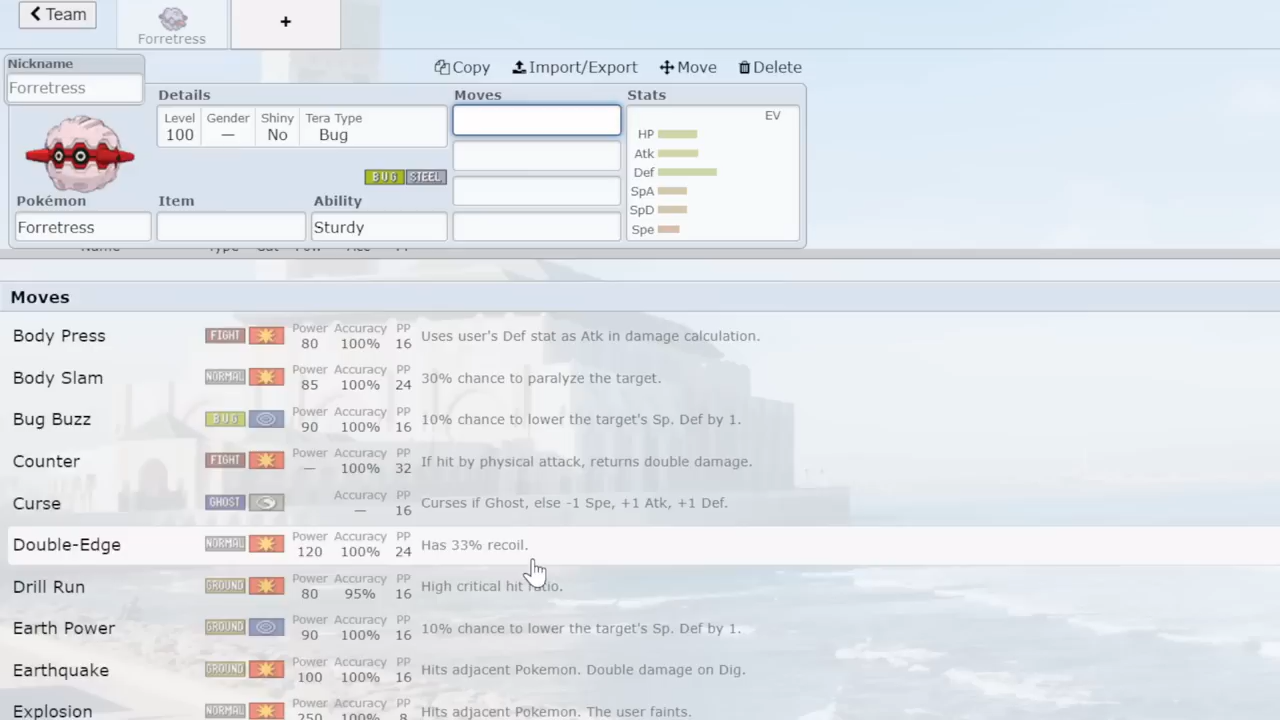 Team
Forretress
+
Nickname
Forretress
Copy Import/Export Move Delete
Details
Level Gender Shiny Tera Type
100 — No Bug
BUG STEEL
Pokémon Item Ability
Forretress Sturdy
Moves
Stats
EV
HP
Atk
Def
SpA
SpD
Spe
Moves
Body Press FIGHT Power 80 Accuracy 100% PP 16 Uses user's Def stat as Atk in damage calculation.
Body Slam NORMAL Power 85 Accuracy 100% PP 24 30% chance to paralyze the target.
Bug Buzz BUG Power 90 Accuracy 100% PP 16 10% chance to lower the target's Sp. Def by 1.
Counter FIGHT Power — Accuracy 100% PP 32 If hit by physical attack, returns double damage.
Curse GHOST Accuracy — PP 16 Curses if Ghost, else -1 Spe, +1 Atk, +1 Def.
Double-Edge NORMAL Power 120 Accuracy 100% PP 24 Has 33% recoil.
Drill Run GROUND Power 80 Accuracy 95% PP 16 High critical hit ratio.
Earth Power GROUND Power 90 Accuracy 100% PP 16 10% chance to lower the target's Sp. Def by 1.
Earthquake GROUND Power 100 Accuracy 100% PP 16 Hits adjacent Pokemon. Double damage on Dig.
Explosion NORMAL Power 250 Accuracy 100% PP 8 Hits adjacent Pokemon. The user faints.